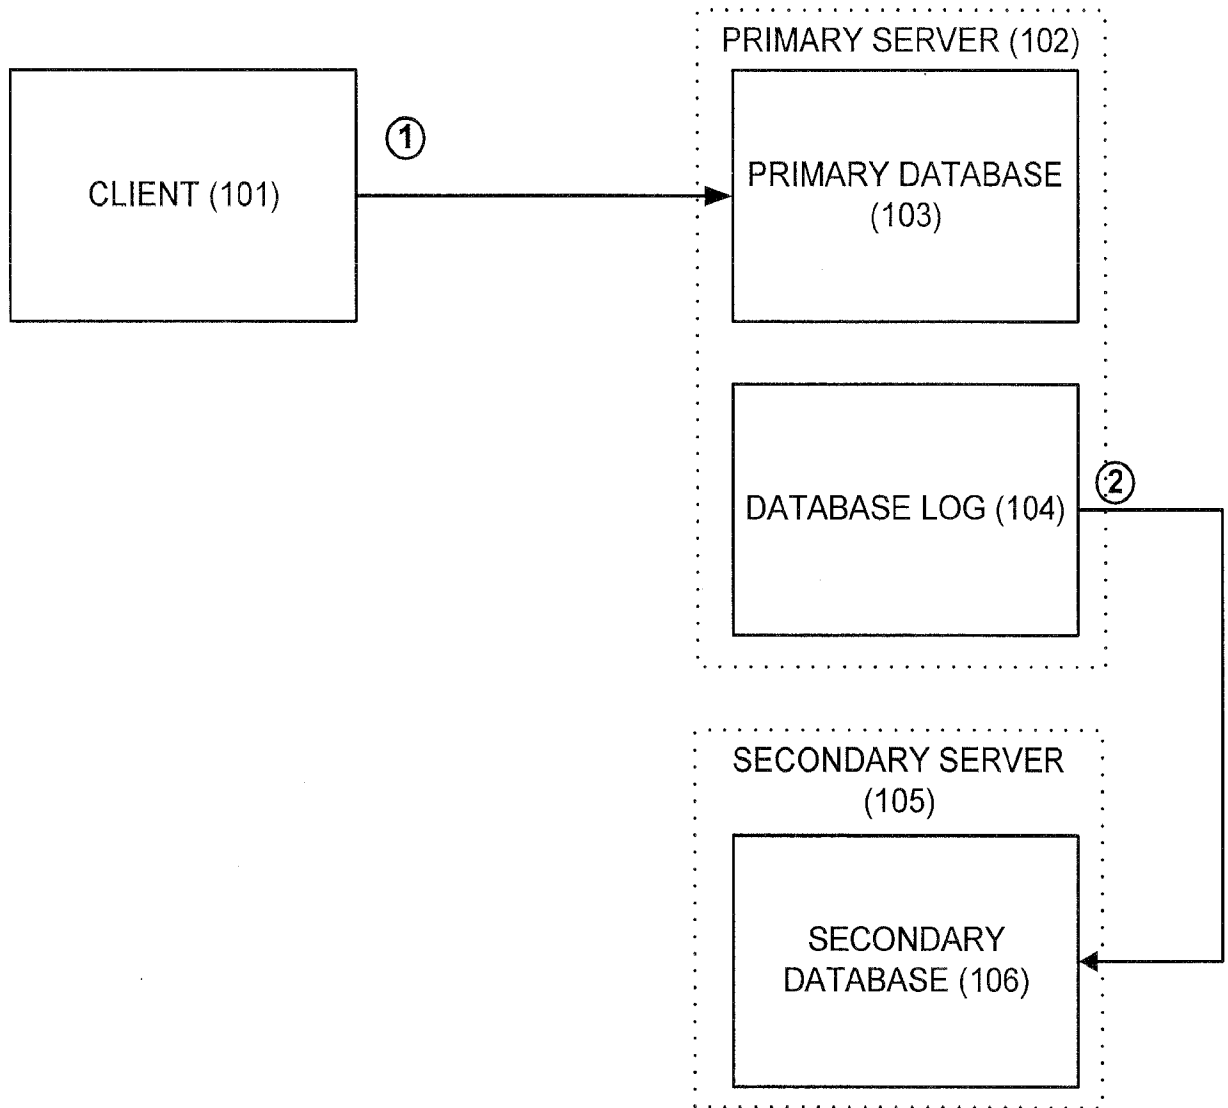 PRIMARY SERVER (102)
CLIENT (101)
1
PRIMARY DATABASE
(103)
DATABASE LOG (104)
2
SECONDARY SERVER
(105)
SECONDARY
DATABASE (106)